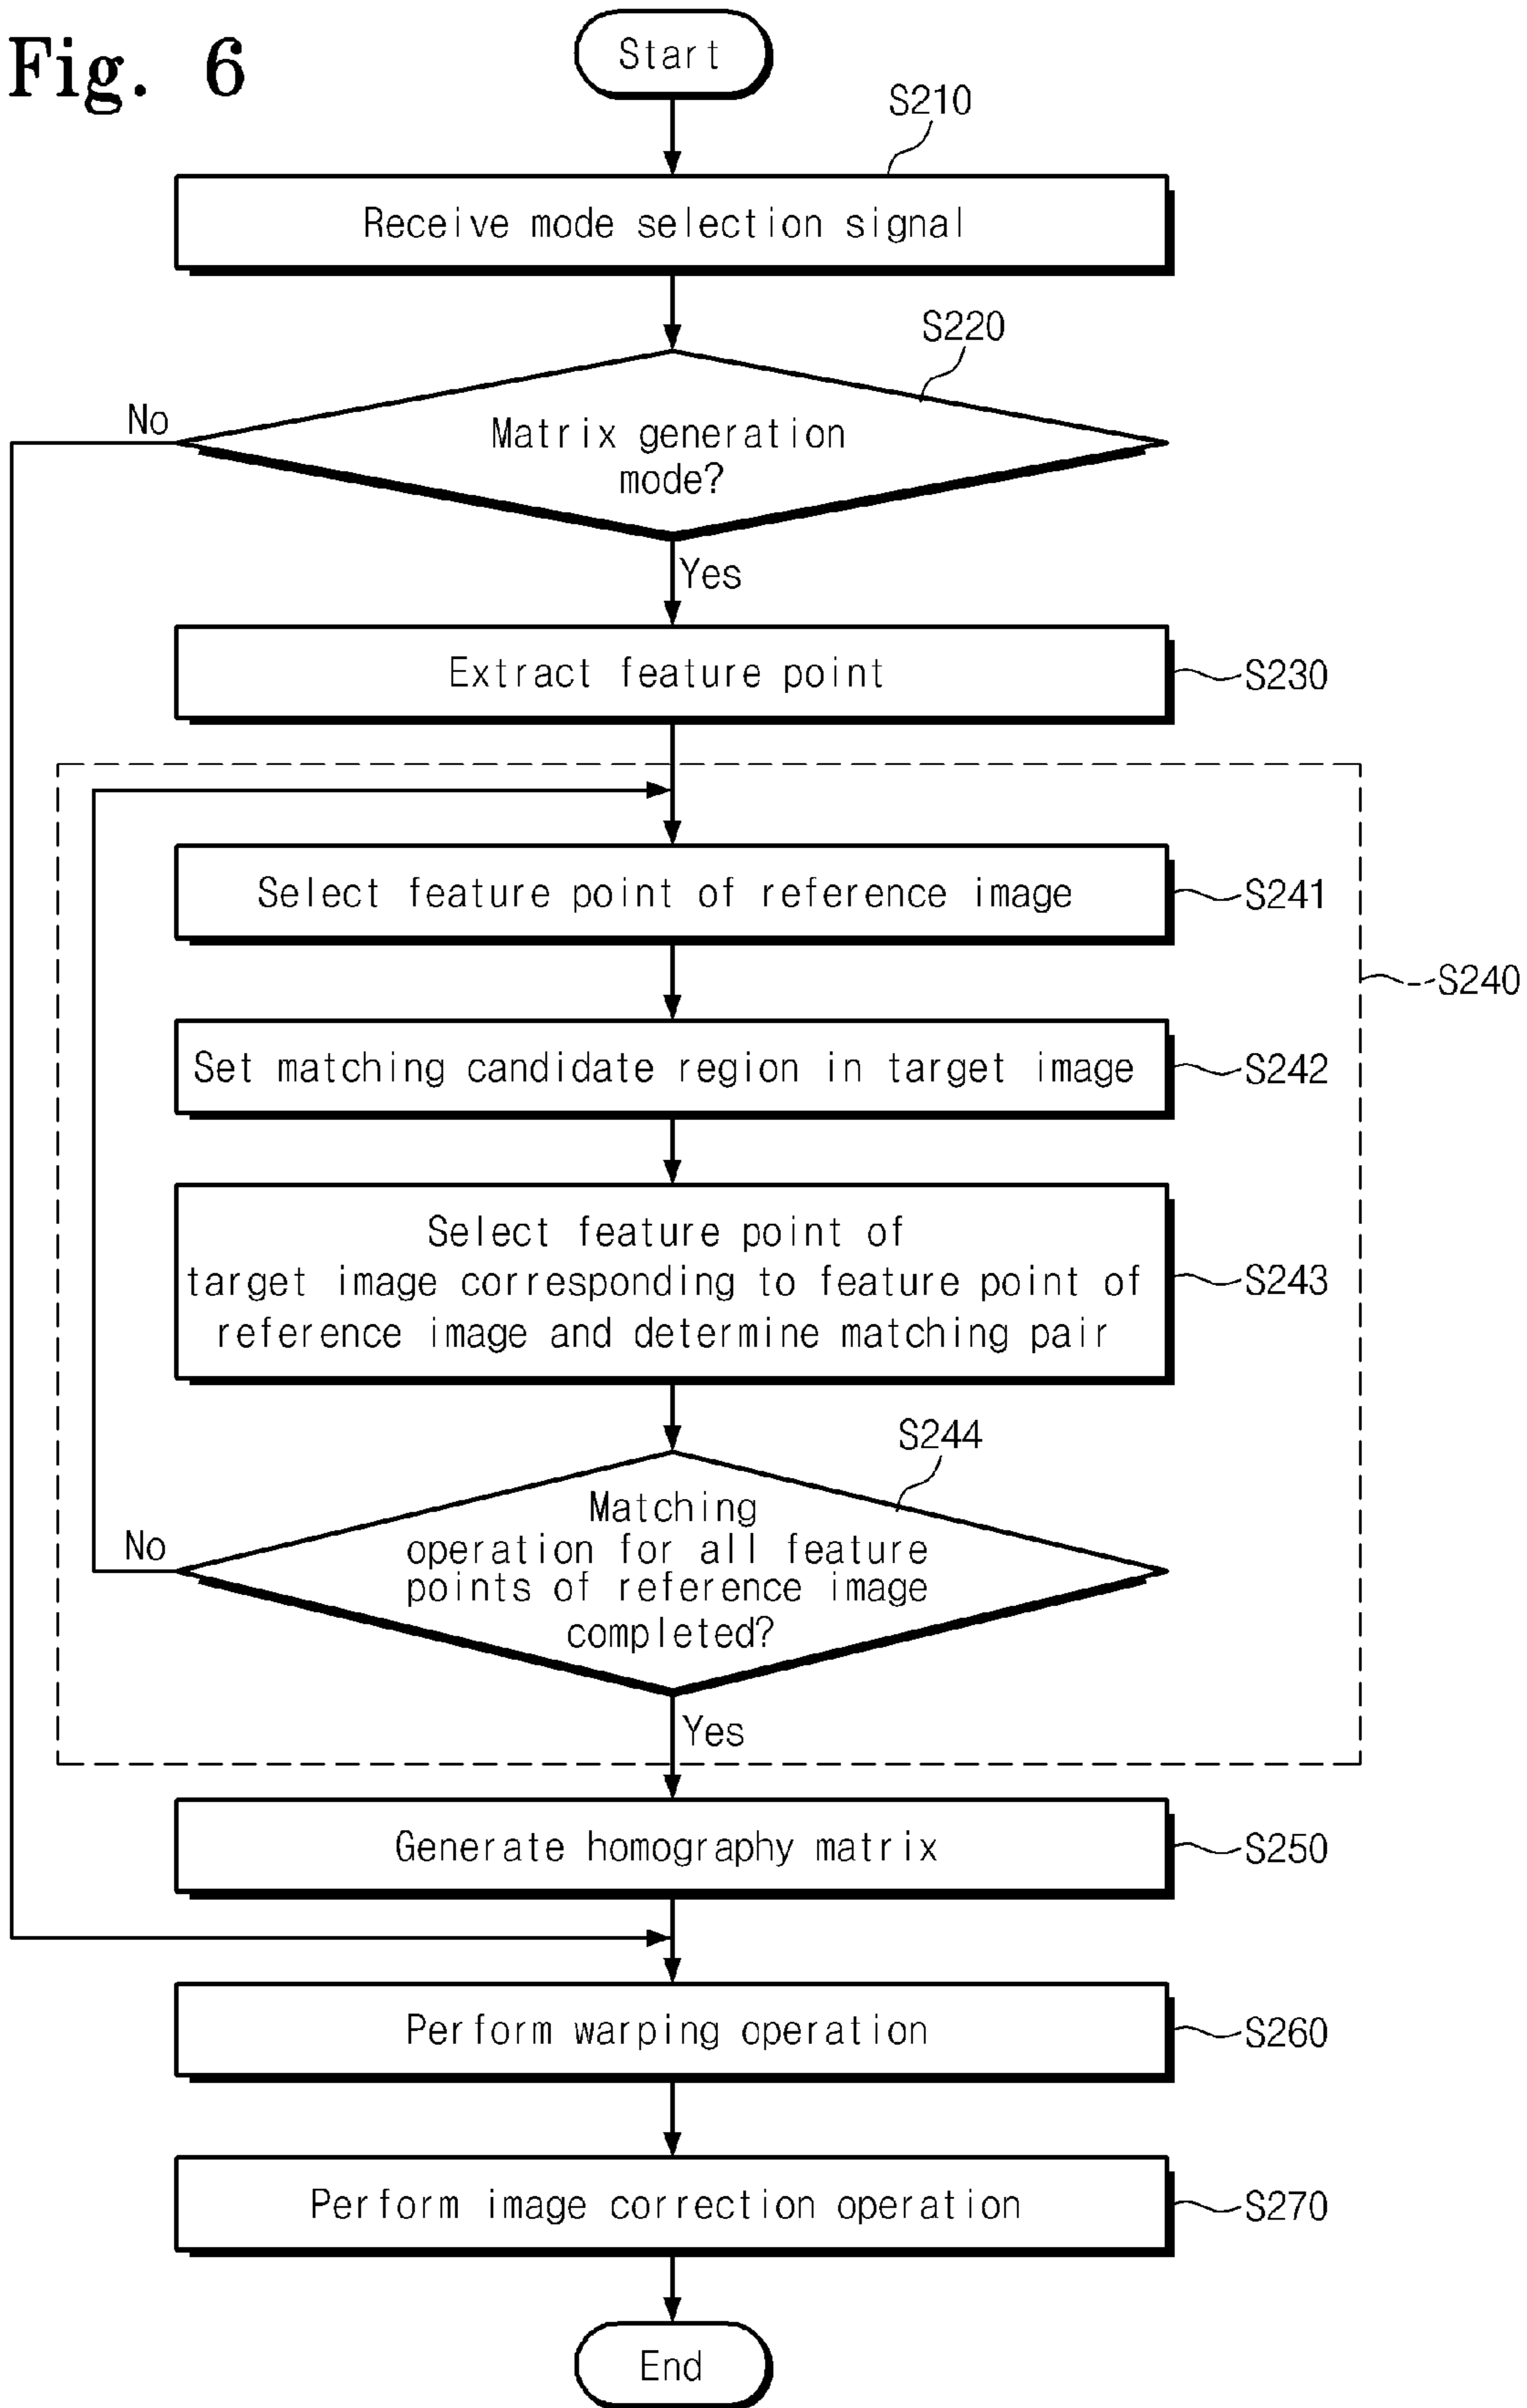 Fig. 6
Start
S210
Receive mode selection signal
S220
No
Matrix generation
mode?
Yes
Extract feature point
S230
Select feature point of reference image
S241
S240
Set matching candidate region in target image
S242
Select feature point of
target image corresponding to feature point of
reference image and determine matching pair
S243
S244
No
Matching
operation for all feature
points of reference image
completed?
Yes
Generate homography matrix
S250
Perform warping operation
S260
Perform image correction operation
S270
End